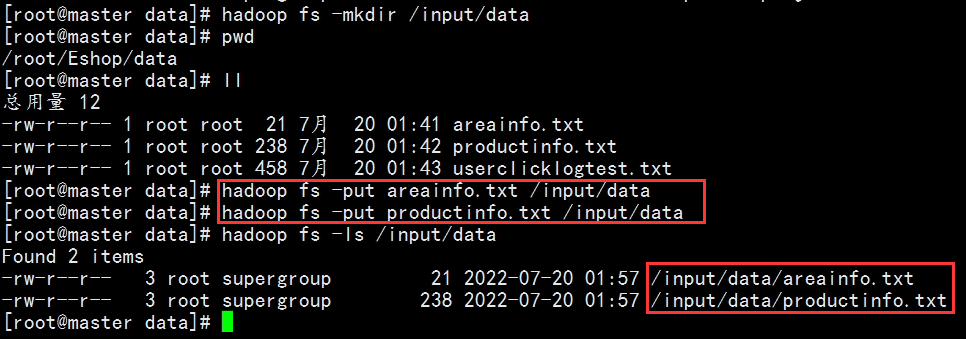 [root@master data]# hadoop fs -mkdir /input/data
[root@master data]# pwd
/root/Eshop/data
[root@master data]# ll
总用量 12
-rw-r--r-- 1 root root  21 7月  20 01:41 areainfo.txt
-rw-r--r-- 1 root root 238 7月  20 01:42 productinfo.txt
-rw-r--r-- 1 root root 458 7月  20 01:43 userclicklogtest.txt
[root@master data]# hadoop fs -put areainfo.txt /input/data
[root@master data]# hadoop fs -put productinfo.txt /input/data
[root@master data]# hadoop fs -ls /input/data
Found 2 items
-rw-r--r--   3 root supergroup         21 2022-07-20 01:57 /input/data/areainfo.txt
-rw-r--r--   3 root supergroup        238 2022-07-20 01:57 /input/data/productinfo.txt
[root@master data]#